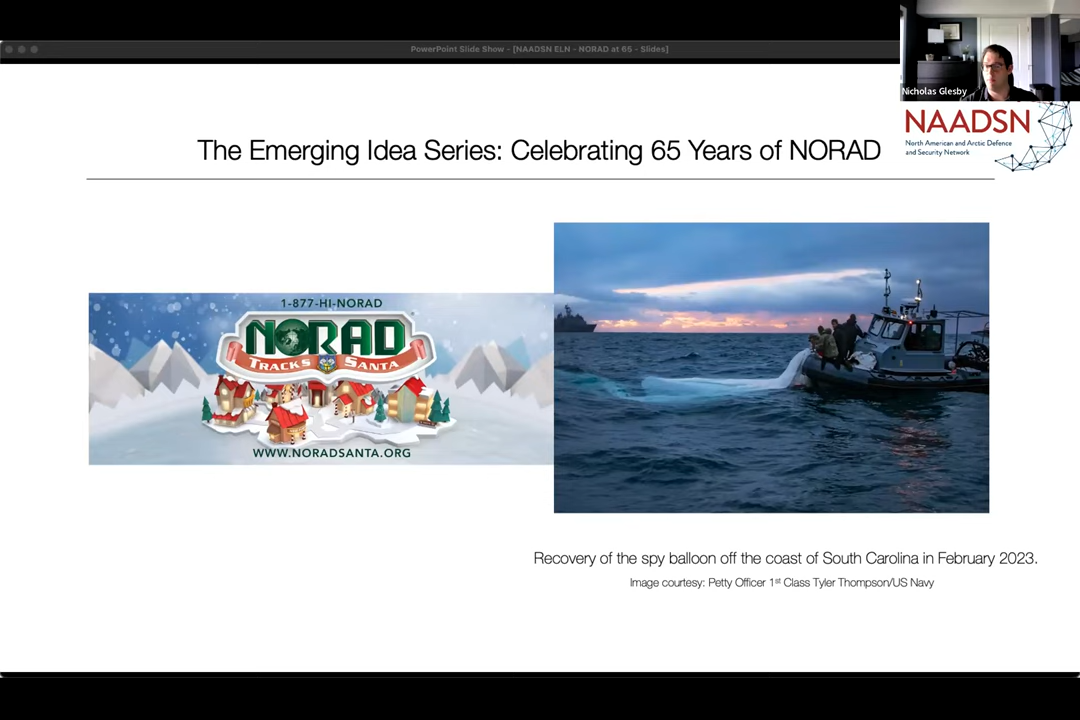 PowerPoint Slide Show - [NAADSN ELN - NORAD at 65 - Slides]
Nicholas Glesby
NAADSN
North American and Arctic Defence
and Security Network
The Emerging Idea Series: Celebrating 65 Years of NORAD
1-877-HI-NORAD
NORAD
TRACKS SANTA
WWW.NORADSANTA.ORG
Recovery of the spy balloon off the coast of South Carolina in February 2023.
Image courtesy: Petty Officer 1st Class Tyler Thompson/US Navy